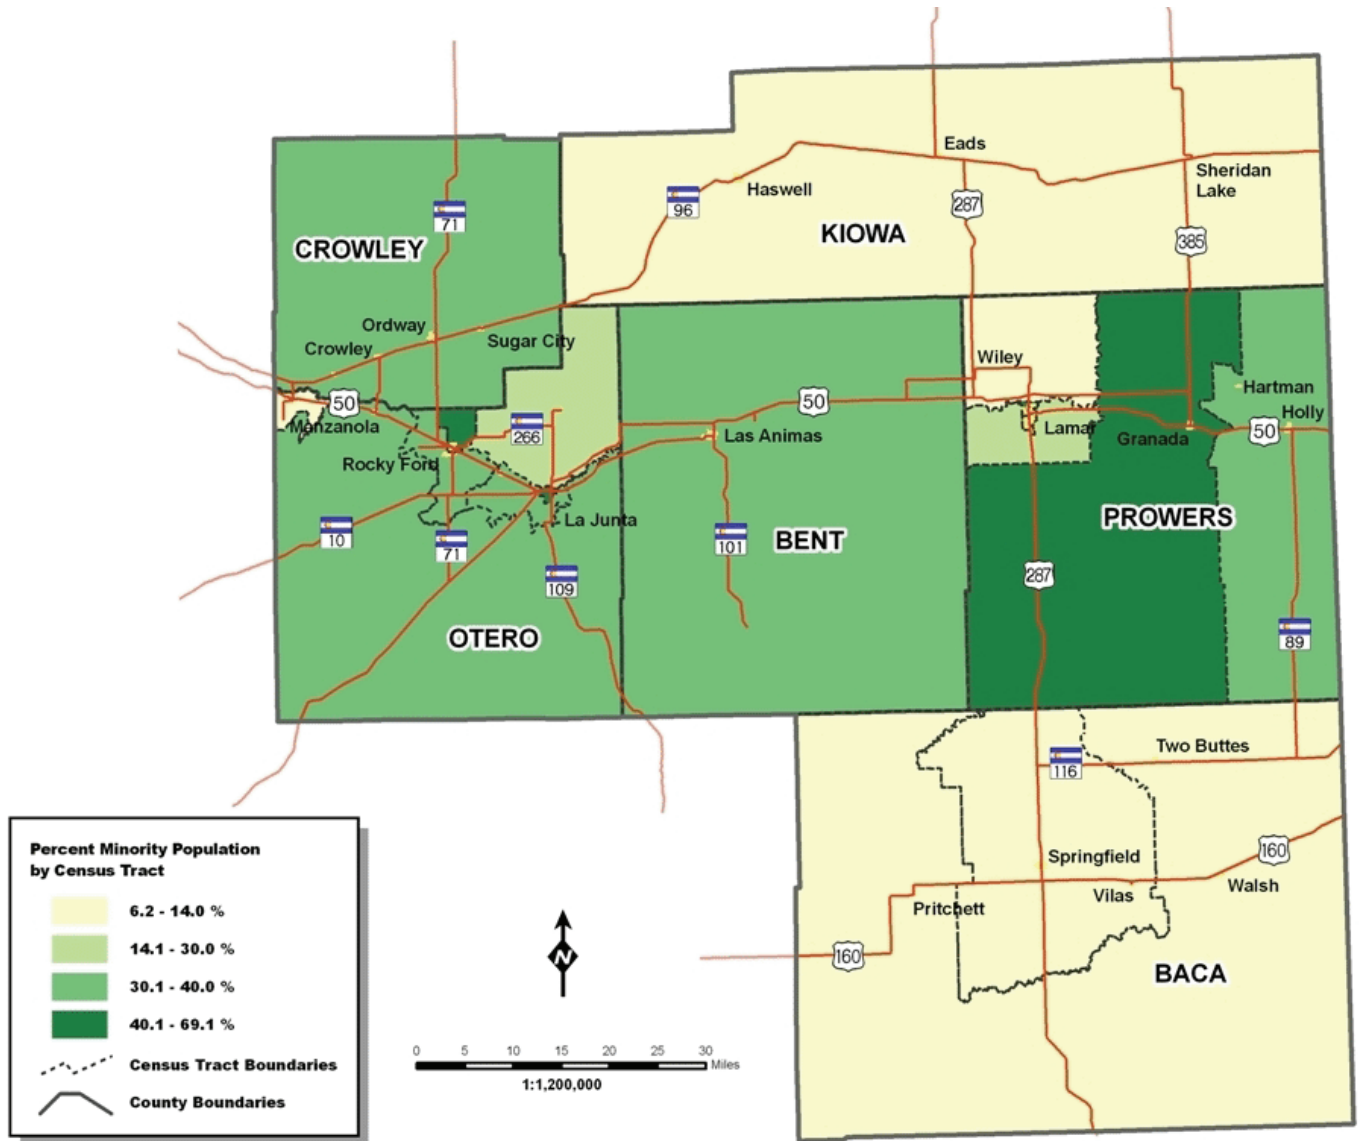 Eads
Sheridan
Lake
Haswell
96
287
71
KIOWA
385
CROWLEY
Ordway
Sugar City
Crowley
Wiley
Hartman
50
50
Holly
Manzanola
266
Las Animas
Lamar
Granada
50
Rocky Ford
La Junta
PROWERS
10
71
101
BENT
109
287
OTERO
89
Two Buttes
116
Springfield
160
Walsh
Pritchett
Vilas
160
BACA
Percent Minority Population
by Census Tract
6.2 - 14.0 %
14.1 - 30.0 %
30.1 - 40.0 %
40.1 - 69.1 %
Census Tract Boundaries
County Boundaries
N
0 5 10 15 20 25 30
Miles
1:1,200,000